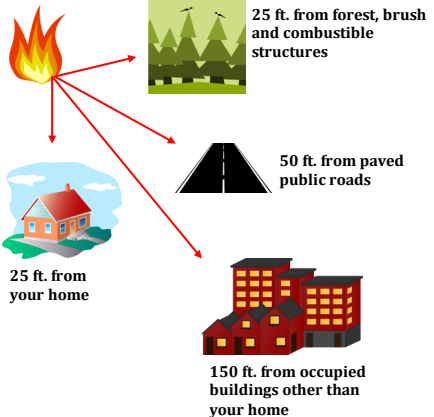 25 ft. from forest, brush
and combustible
structures
50 ft. from paved
public roads
25 ft. from
your home
150 ft. from occupied
buildings other than
your home